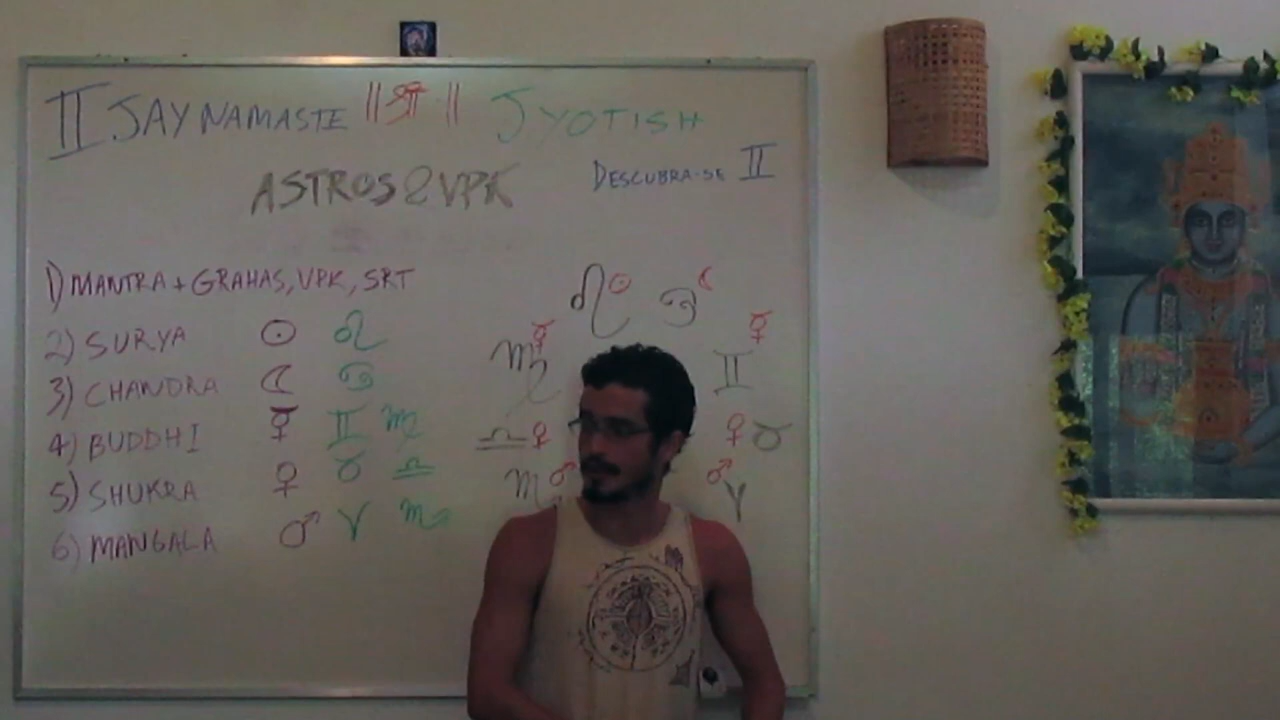 II JAY NAMASTE ॥ श्री ॥ JYOTISH
ASTROS & VPK DESCUBRA-SE II
1) MANTRA + GRAHAS, VPK, SRT
2) SURYA ☉ ♌
3) CHANDRA ☾ ♋
4) BUDDHI ☿ ♊ ♍
5) SHUKRA ♀ ♉ ♎
6) MANGALA ♂ ♈ ♏
♌ ☉ ♋ ☾
♍ ☿ ♊ ☿
♎ ♀ ♀ ♉
♏ ♂ ♂ ♈